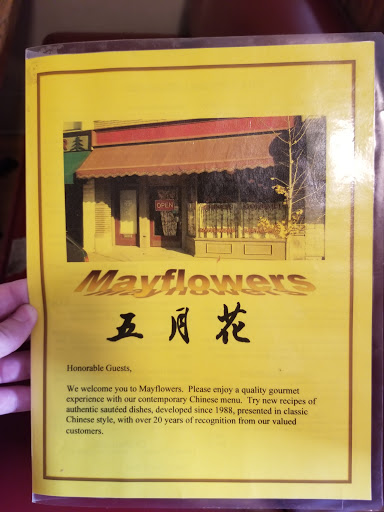 OPEN
Mayflowers
五月花
Honorable Guests,
We welcome you to Mayflowers. Please enjoy a quality gourmet
experience with our contemporary Chinese menu. Try new recipes of
authentic sautéed dishes, developed since 1988, presented in classic
Chinese style, with over 20 years of recognition from our valued
customers.